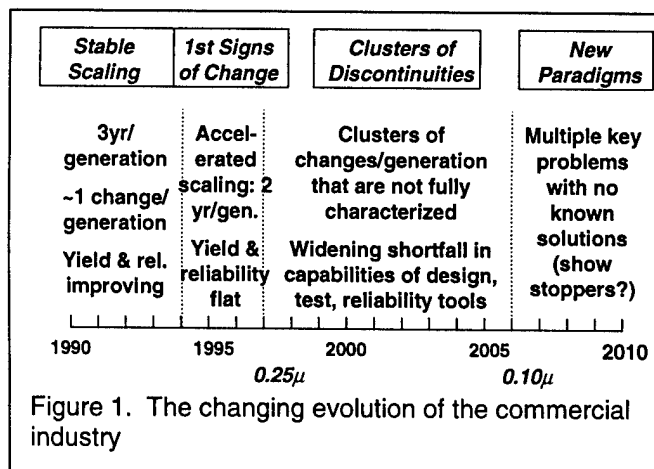 Stable Scaling
1st Signs of Change
Clusters of Discontinuities
New Paradigms
3yr/
generation
~1 change/
generation
Yield & rel.
improving
Accel-
erated
scaling: 2
yr/gen.
Yield &
reliability
flat
Clusters of
changes/generation
that are not fully
characterized
Widening shortfall in
capabilities of design,
test, reliability tools
Multiple key
problems
with no
known
solutions
(show
stoppers?)
1990 1995 2000 2005 2010
0.25µ 0.10µ
Figure 1. The changing evolution of the commercial
industry